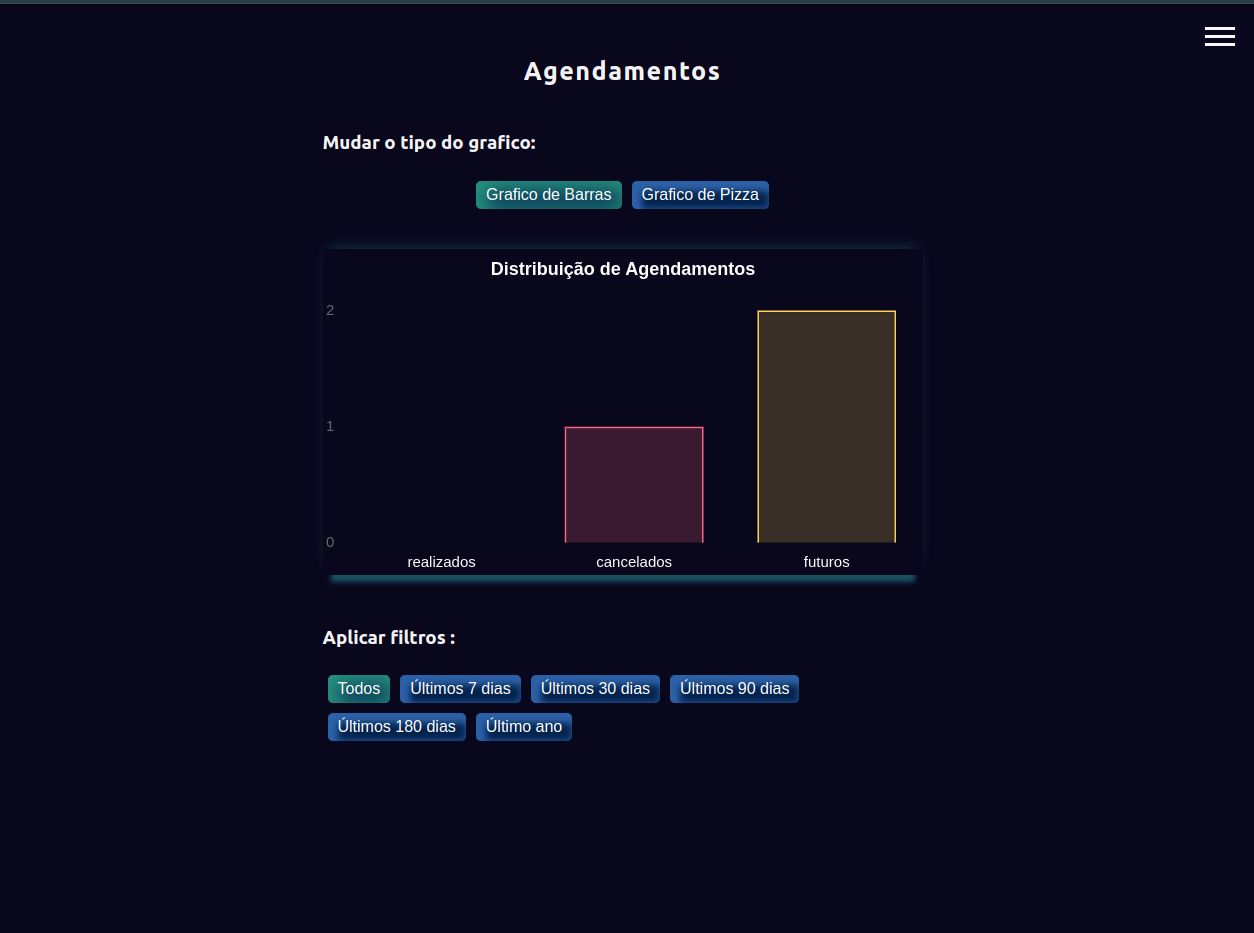 Agendamentos
Mudar o tipo do grafico:
Grafico de Barras Grafico de Pizza
Distribuição de Agendamentos
2
1
0
realizados cancelados futuros
Aplicar filtros :
Todos Últimos 7 dias Últimos 30 dias Últimos 90 dias
Últimos 180 dias Último ano